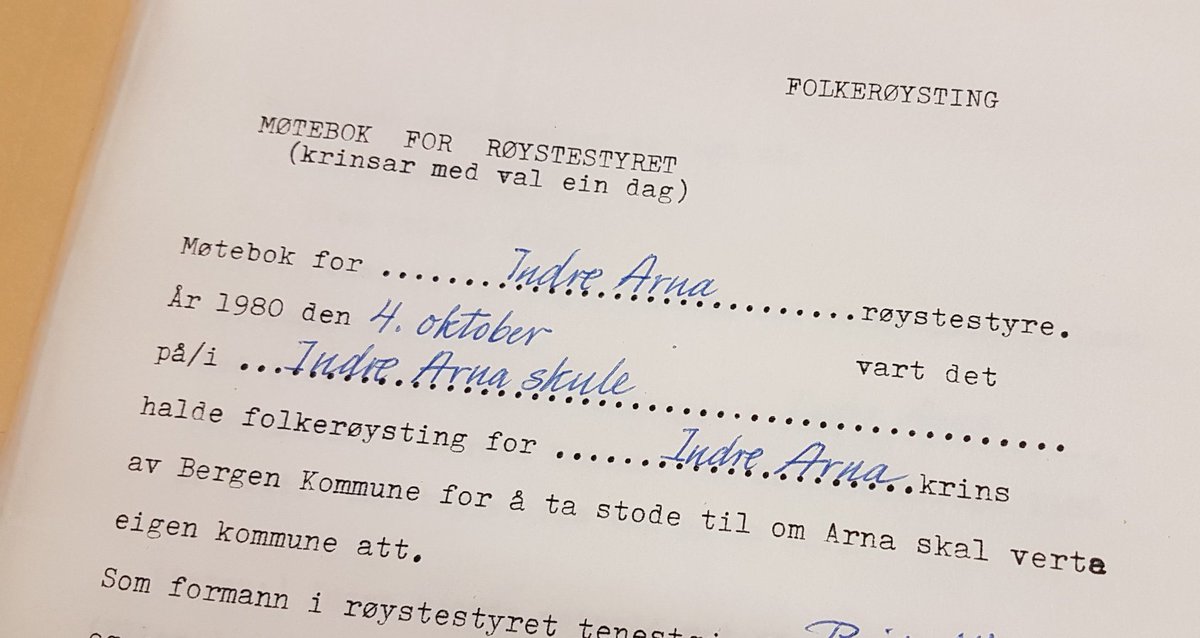 FOLKERØYSTING
MØTEBOK FOR RØYSTESTYRET
(krinsar med val ein dag)
Møtebok for .......Indre Arna..............røystestyre.
År 1980 den 4. oktober vart det
på/i ...Indre Arna skule..............................
halde folkerøysting for .......Indre Arna.krins
av Bergen Kommune for å ta stode til om Arna skal verta
eigen kommune att.
Som formann i røystestyret